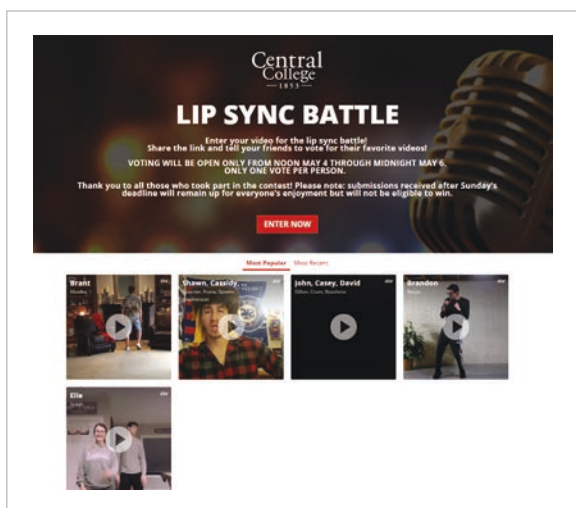 Central
College
1853
LIP SYNC BATTLE
Enter your video for the lip sync battle!
Share the link and tell your friends to vote for their favorite videos!
VOTING WILL BE OPEN ONLY FROM NOON MAY 4 THROUGH MIDNIGHT MAY 6.
ONLY ONE VOTE PER PERSON.
Thank you to all those who took part in the contest! Please note: submissions received after Sunday's
deadline will remain up for everyone's enjoyment but will not be eligible to win.
ENTER NOW
Most Popular Most Recent
Brant
Shawn, Cassidy, ...
John, Casey, David
Brandon
Ella